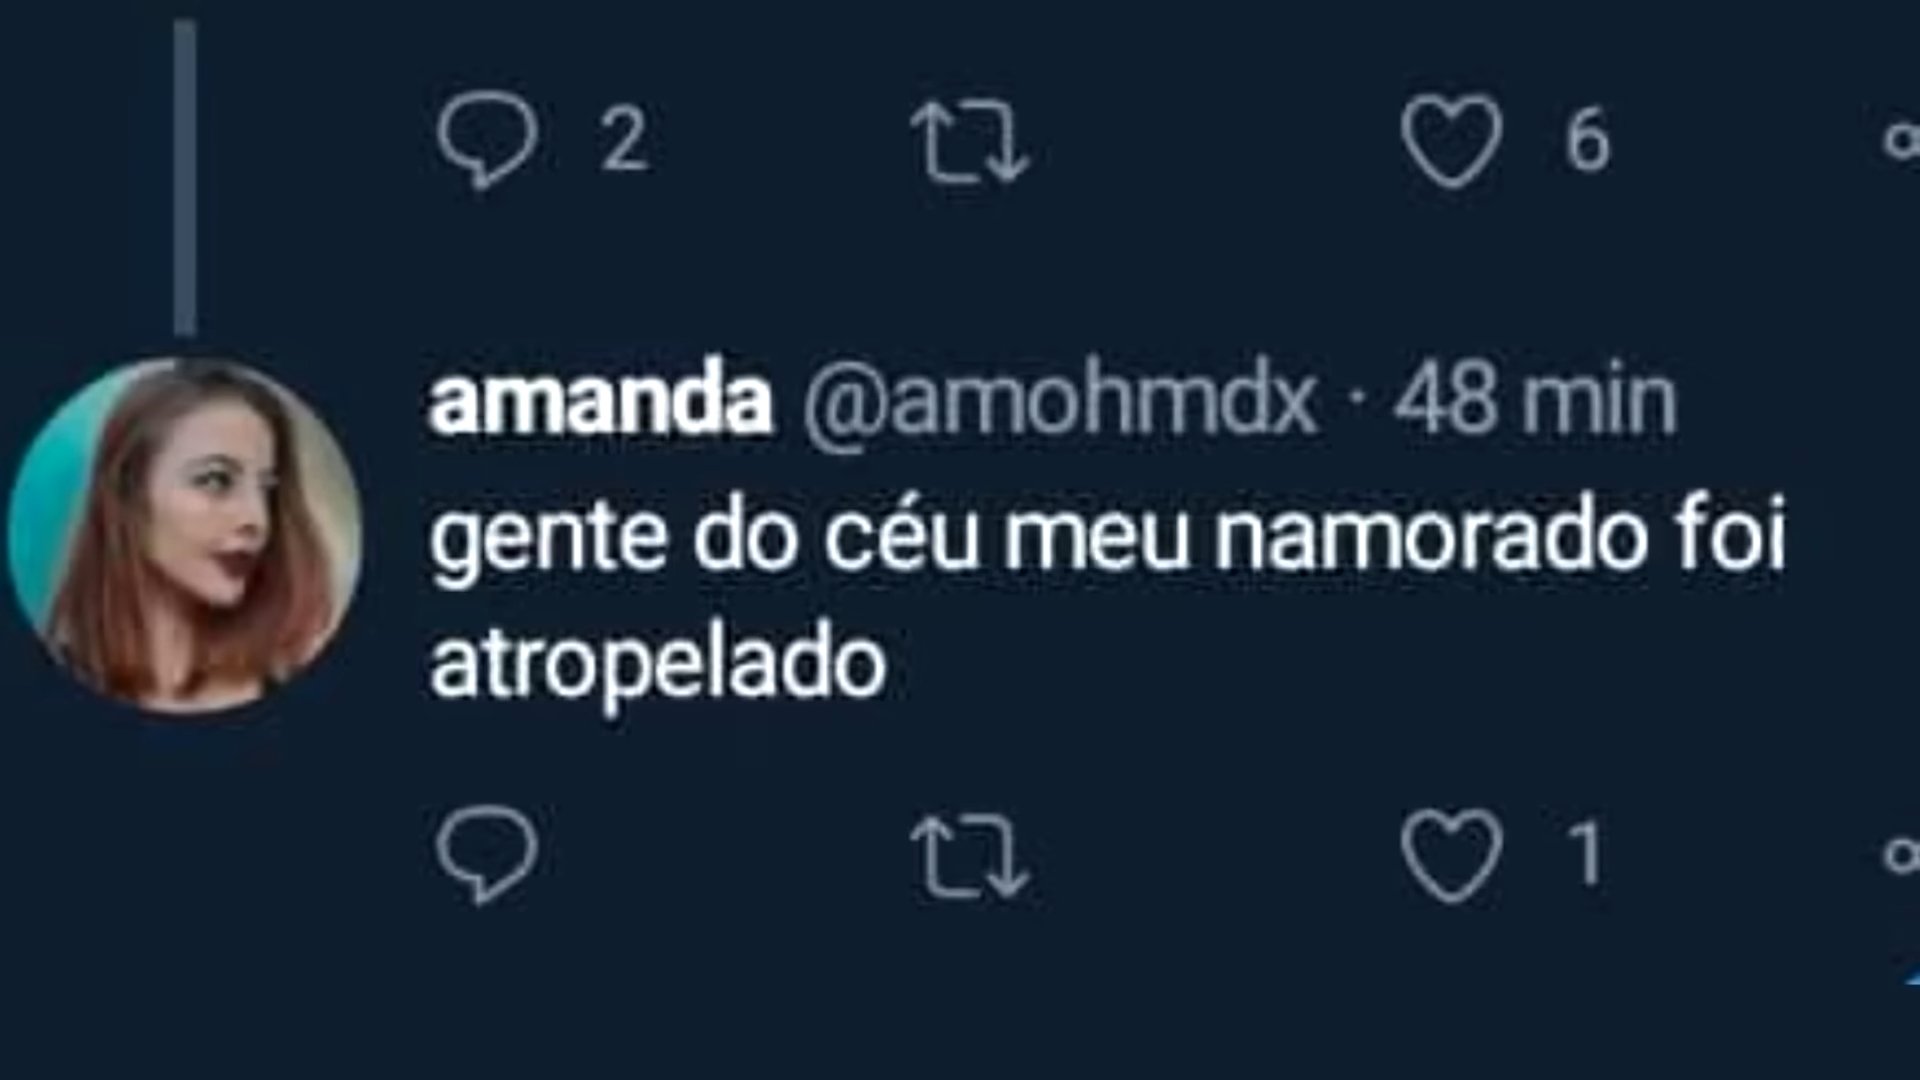 2 6
amanda @amohmdx · 48 min
gente do céu meu namorado foi
atropelado
1